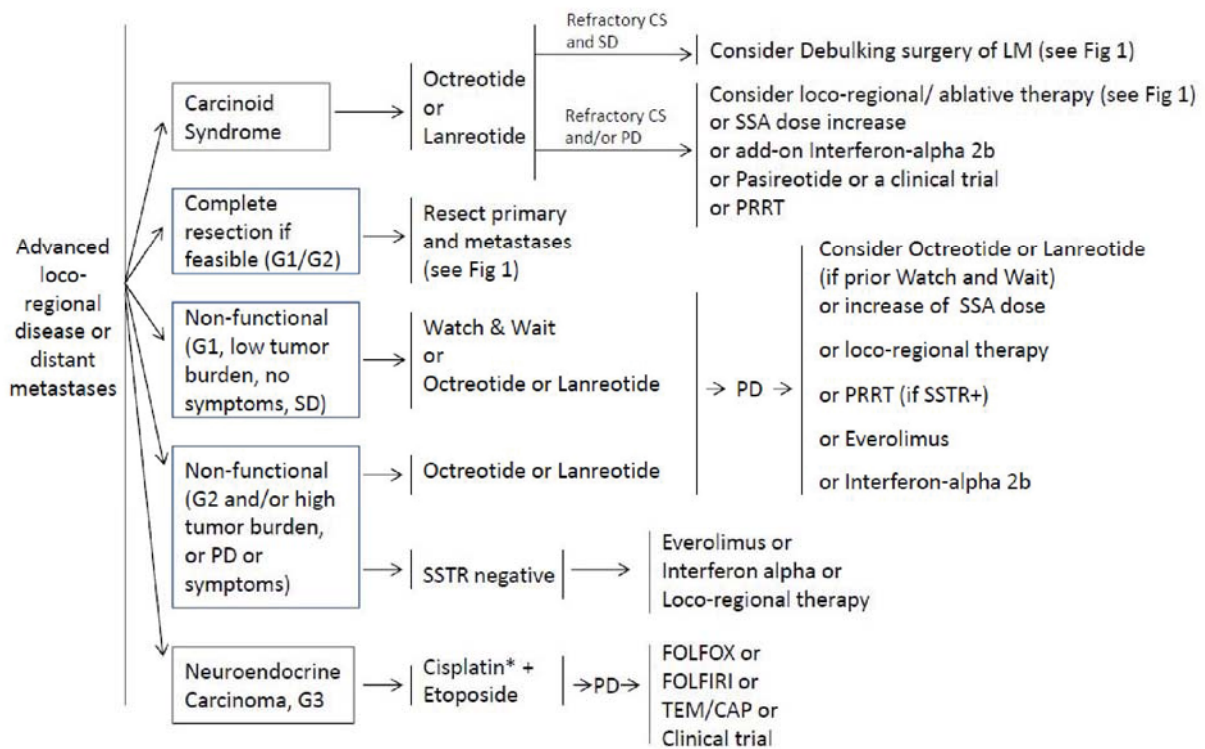 Advanced
loco-
regional
disease or
distant
metastases
Carcinoid
Syndrome
Octreotide
or
Lanreotide
Refractory CS
and SD
Consider Debulking surgery of LM (see Fig 1)
Refractory CS
and/or PD
Consider loco-regional/ ablative therapy (see Fig 1)
or SSA dose increase
or add-on Interferon-alpha 2b
or Pasireotide or a clinical trial
or PRRT
Complete
resection if
feasible (G1/G2)
Resect primary
and metastases
(see Fig 1)
Non-functional
(G1, low tumor
burden, no
symptoms, SD)
Watch & Wait
or
Octreotide or Lanreotide
Non-functional
(G2 and/or high
tumor burden,
or PD or
symptoms)
Octreotide or Lanreotide
PD
Consider Octreotide or Lanreotide
(if prior Watch and Wait)
or increase of SSA dose
or loco-regional therapy
or PRRT (if SSTR+)
or Everolimus
or Interferon-alpha 2b
SSTR negative
Everolimus or
Interferon alpha or
Loco-regional therapy
Neuroendocrine
Carcinoma, G3
Cisplatin* +
Etoposide
PD
FOLFOX or
FOLFIRI or
TEM/CAP or
Clinical trial